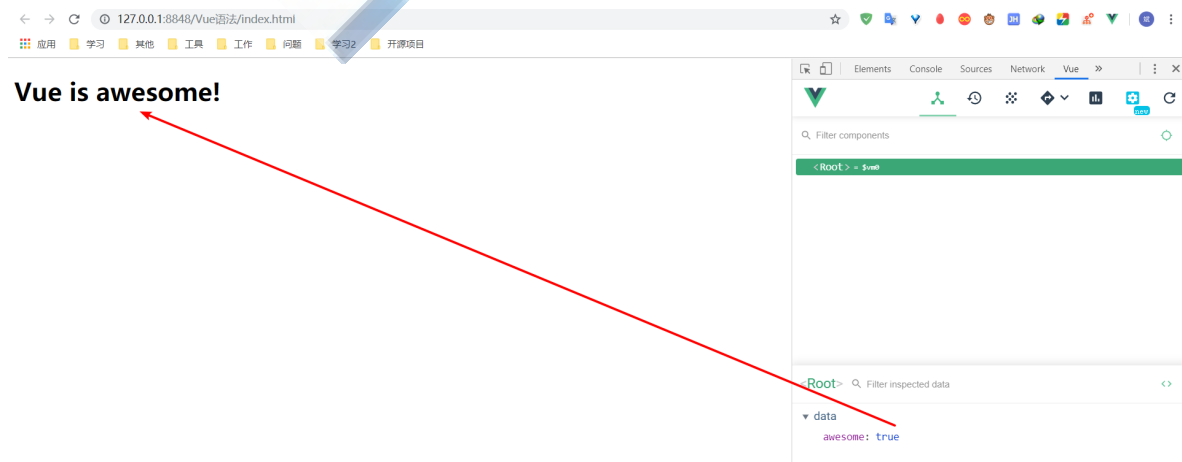 127.0.0.1:8848/Vue语法/index.html
应用 学习 其他 工具 工作 问题 学习2 开源项目
Elements Console Sources Network Vue »
Vue is awesome!
new
Filter components
<Root> = $vm0
<Root> Filter inspected data
data
awesome: true